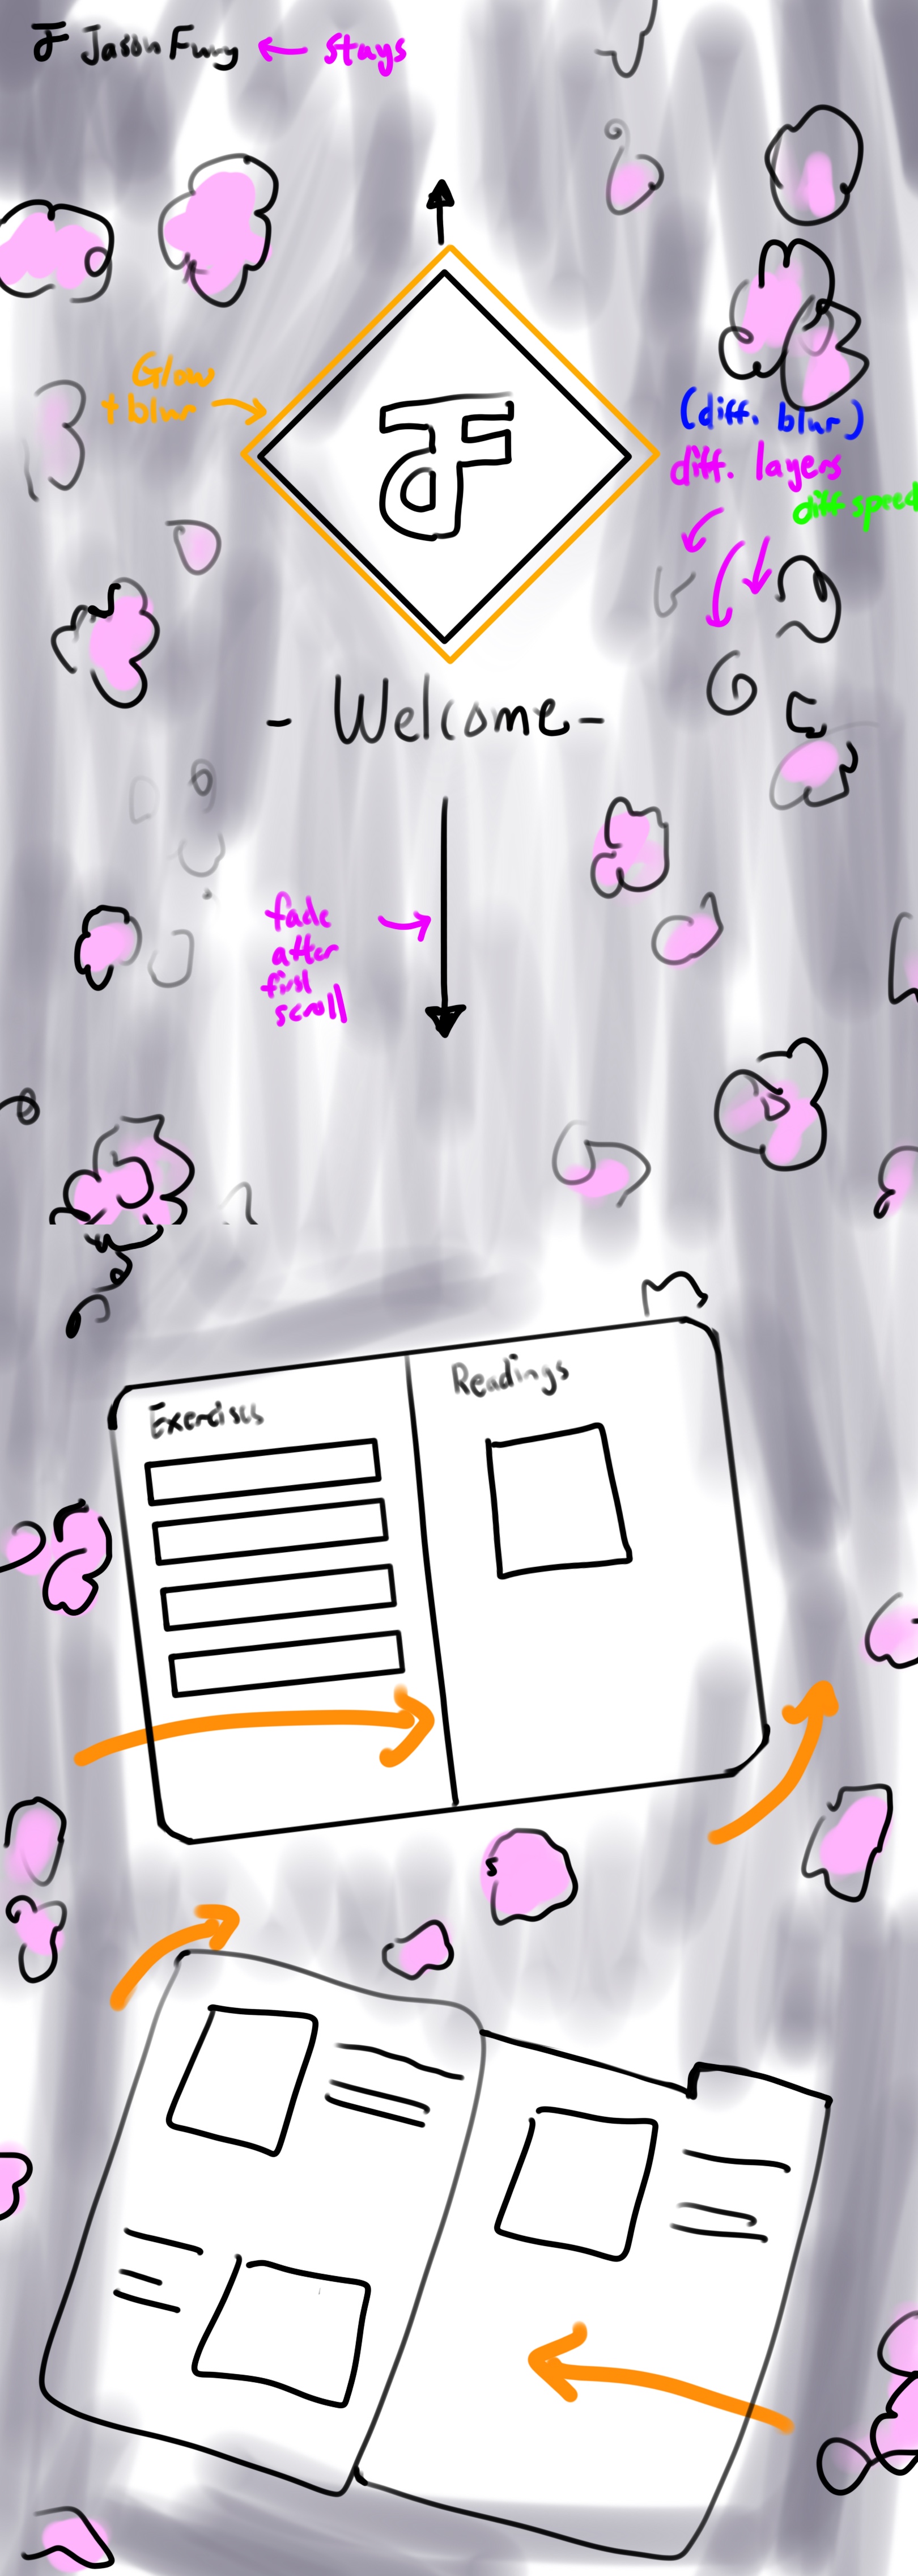 JF Jason Fury ← stays
Glow
+ blur →
JF
(diff. blur)
diff. layers
diff speed
- Welcome -
fade →
after
first
scroll
Exercises
Readings